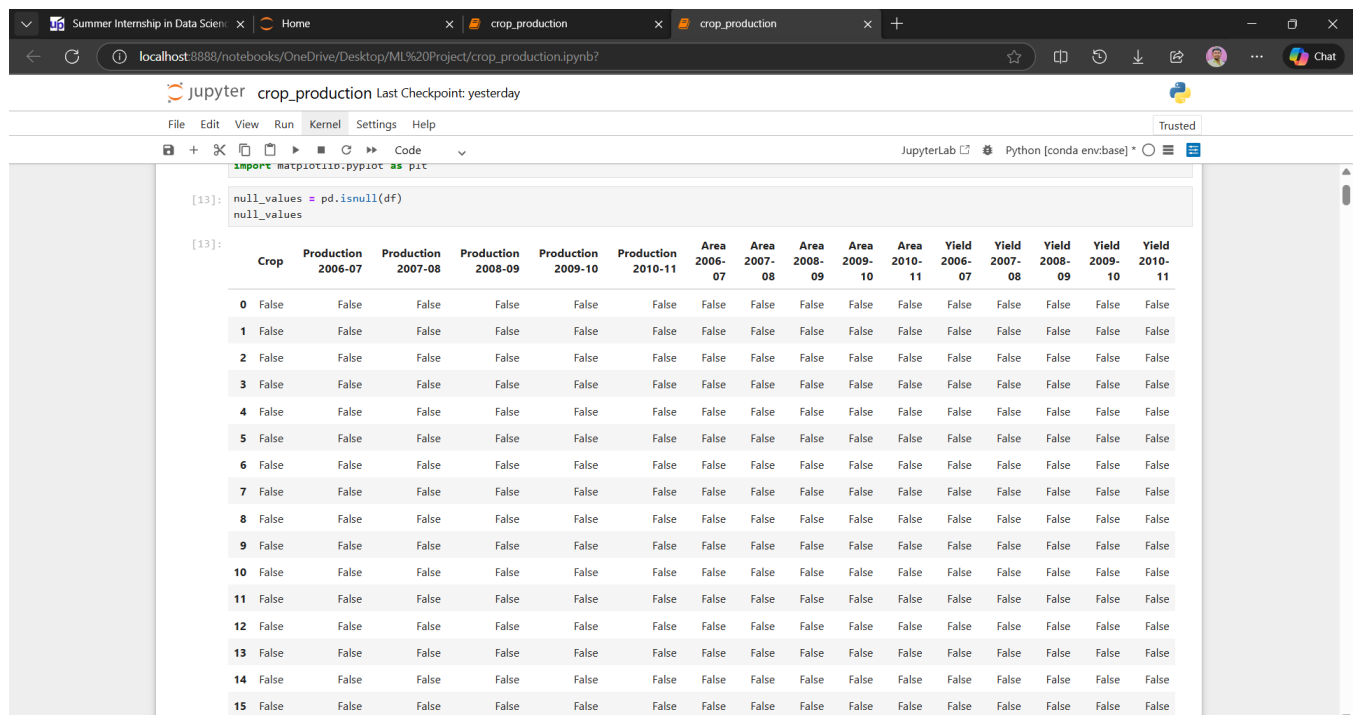 Summer Internship in Data Scienc
Home
crop_production
crop_production
localhost:8888/notebooks/OneDrive/Desktop/ML%20Project/crop_production.ipynb?
Chat
jupyter crop_production Last Checkpoint: yesterday
File Edit View Run Kernel Settings Help
Trusted
Code
JupyterLab
Python [conda env:base] *
import matplotlib.pyplot as plt
[13]: null_values = pd.isnull(df)
null_values
[13]:
Crop Production 2006-07 Production 2007-08 Production 2008-09 Production 2009-10 Production 2010-11 Area 2006-07 Area 2007-08 Area 2008-09 Area 2009-10 Area 2010-11 Yield 2006-07 Yield 2007-08 Yield 2008-09 Yield 2009-10 Yield 2010-11
0 False False False False False False False False False False False False False False False False
1 False False False False False False False False False False False False False False False False
2 False False False False False False False False False False False False False False False False
3 False False False False False False False False False False False False False False False False
4 False False False False False False False False False False False False False False False False
5 False False False False False False False False False False False False False False False False
6 False False False False False False False False False False False False False False False False
7 False False False False False False False False False False False False False False False False
8 False False False False False False False False False False False False False False False False
9 False False False False False False False False False False False False False False False False
10 False False False False False False False False False False False False False False False False
11 False False False False False False False False False False False False False False False False
12 False False False False False False False False False False False False False False False False
13 False False False False False False False False False False False False False False False False
14 False False False False False False False False False False False False False False False False
15 False False False False False False False False False False False False False False False False